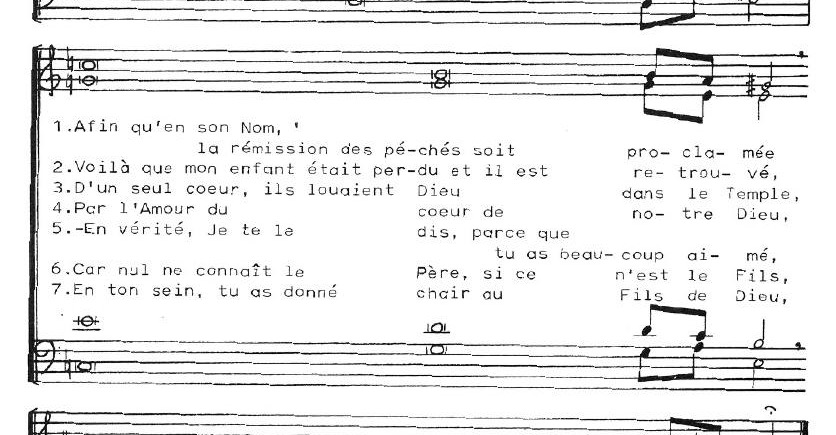 1.Afin qu'en son Nom, '
la rémission des pé-chés soit pro- cla- mée
2.Voilà que mon enfant était per-du et il est re- trou- vé,
3.D'un seul coeur, ils louaient Dieu dans le Temple,
4.Par l'Amour du coeur de no- tre Dieu,
5.-En vérité, Je te le dis, parce que
tu as beau-coup ai- mé,
6.Car nul ne connaît le Père, si ce n'est le Fils,
7.En ton sein, tu as donné chair au Fils de Dieu,